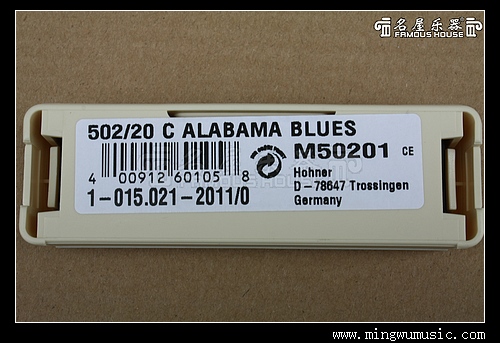 名屋乐器
FAMOUS HOUSE
502/20 C ALABAMA BLUES
M50201 CE
4 00912 60105 8
Hohner
D-78647 Trossingen
Germany
1-015.021-2011/0
www.mingwumusic.com